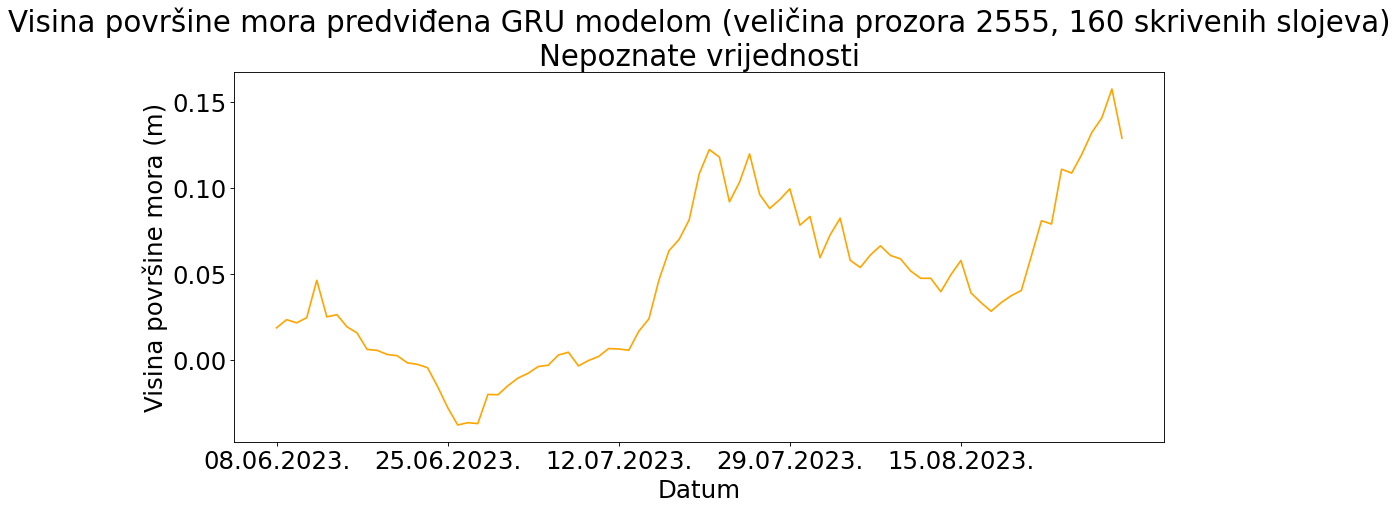 Visina površine mora predviđena GRU modelom (veličina prozora 2555, 160 skrivenih slojeva)
Nepoznate vrijednosti
Visina površine mora (m)
0.15
0.10
0.05
0.00
08.06.2023.
25.06.2023.
12.07.2023.
29.07.2023.
15.08.2023.
Datum